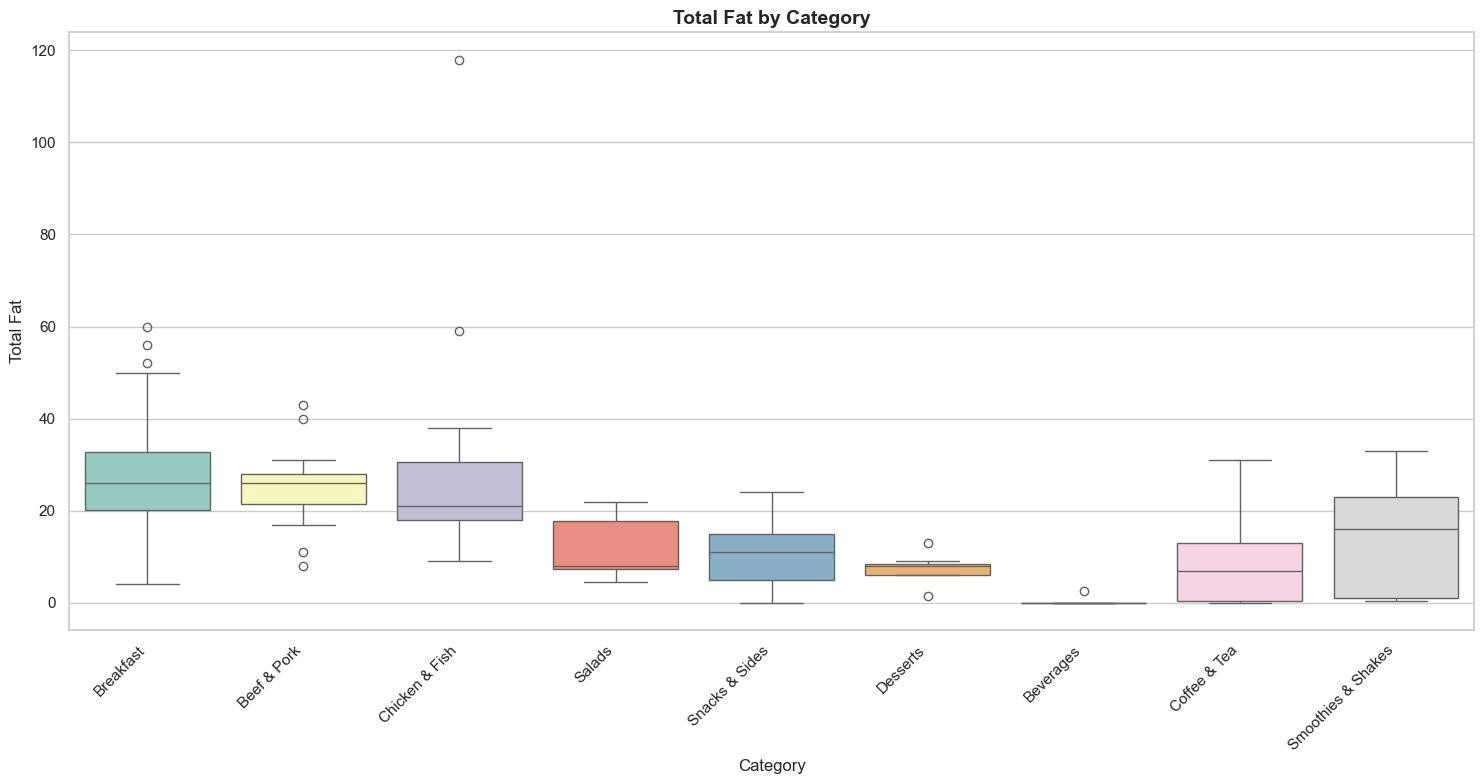 Total Fat by Category
Total Fat
120
100
80
60
40
20
0
Breakfast
Beef & Pork
Chicken & Fish
Salads
Snacks & Sides
Desserts
Beverages
Coffee & Tea
Smoothies & Shakes
Category